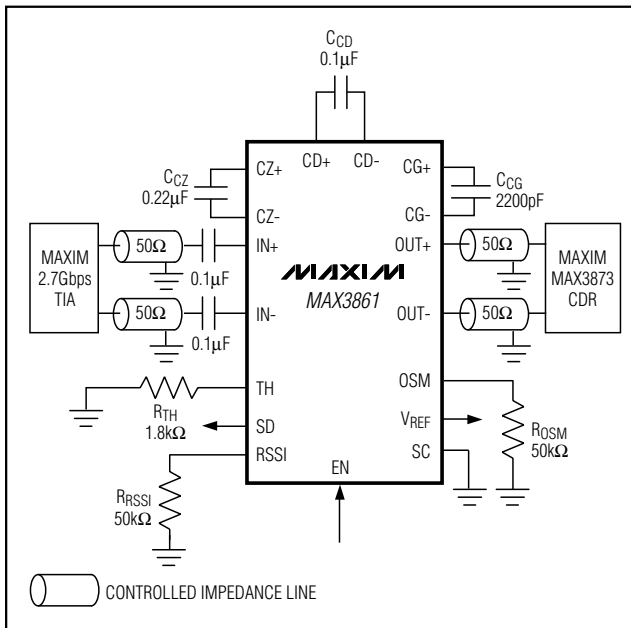 CCD
0.1µF
CD+ CD-
CZ+
CCZ
0.22µF
CZ-
CG+
CCG
2200pF
CG-
MAXIM
2.7Gbps
TIA
50Ω
0.1µF
50Ω
0.1µF
IN+
IN-
MAXIM
MAX3861
OUT+
OUT-
50Ω
50Ω
MAXIM
MAX3873
CDR
TH
RTH
1.8kΩ
SD
RSSI
RRSSI
50kΩ
EN
OSM
VREF
SC
ROSM
50kΩ
CONTROLLED IMPEDANCE LINE